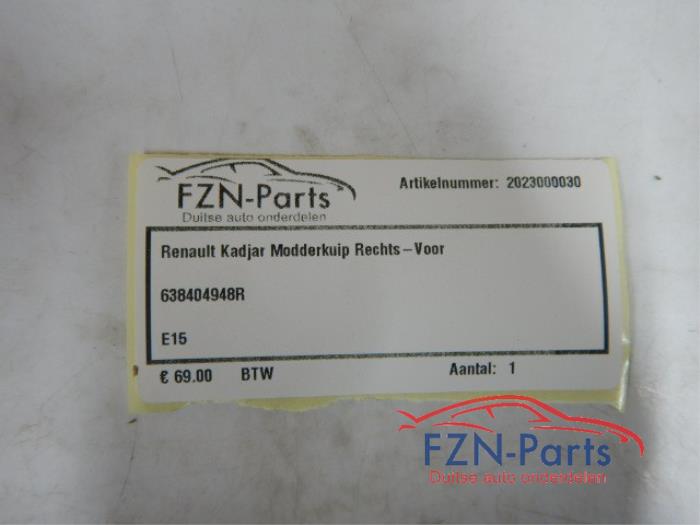 FZN-Parts
Duitse auto onderdelen
Artikelnummer: 2023000030
Renault Kadjar Modderkuip Rechts-Voor
638404948R
E15
€ 69.00 BTW Aantal: 1
FZN-Parts
Duitse auto onderdelen